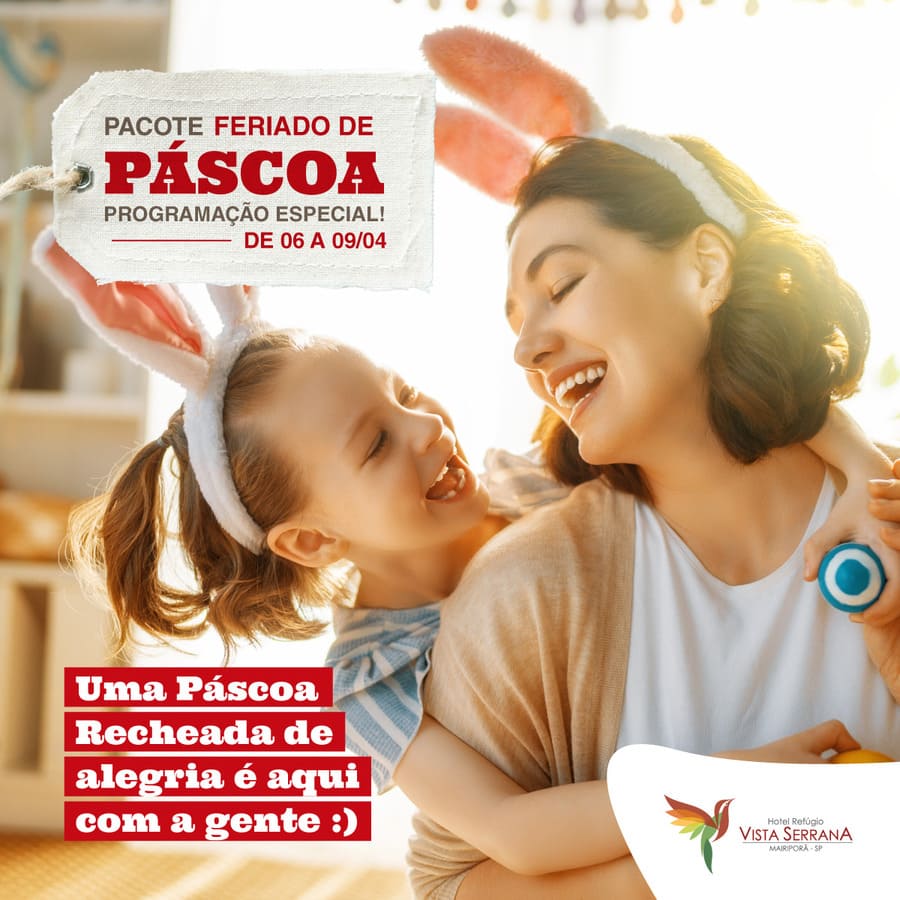 PACOTE FERIADO DE
PÁSCOA
PROGRAMAÇÃO ESPECIAL!
DE 06 A 09/04
Uma Páscoa
Recheada de
alegria é aqui
com a gente :)
Hotel Refúgio
VISTA SERRANA
MAIRIPORÃ - SP